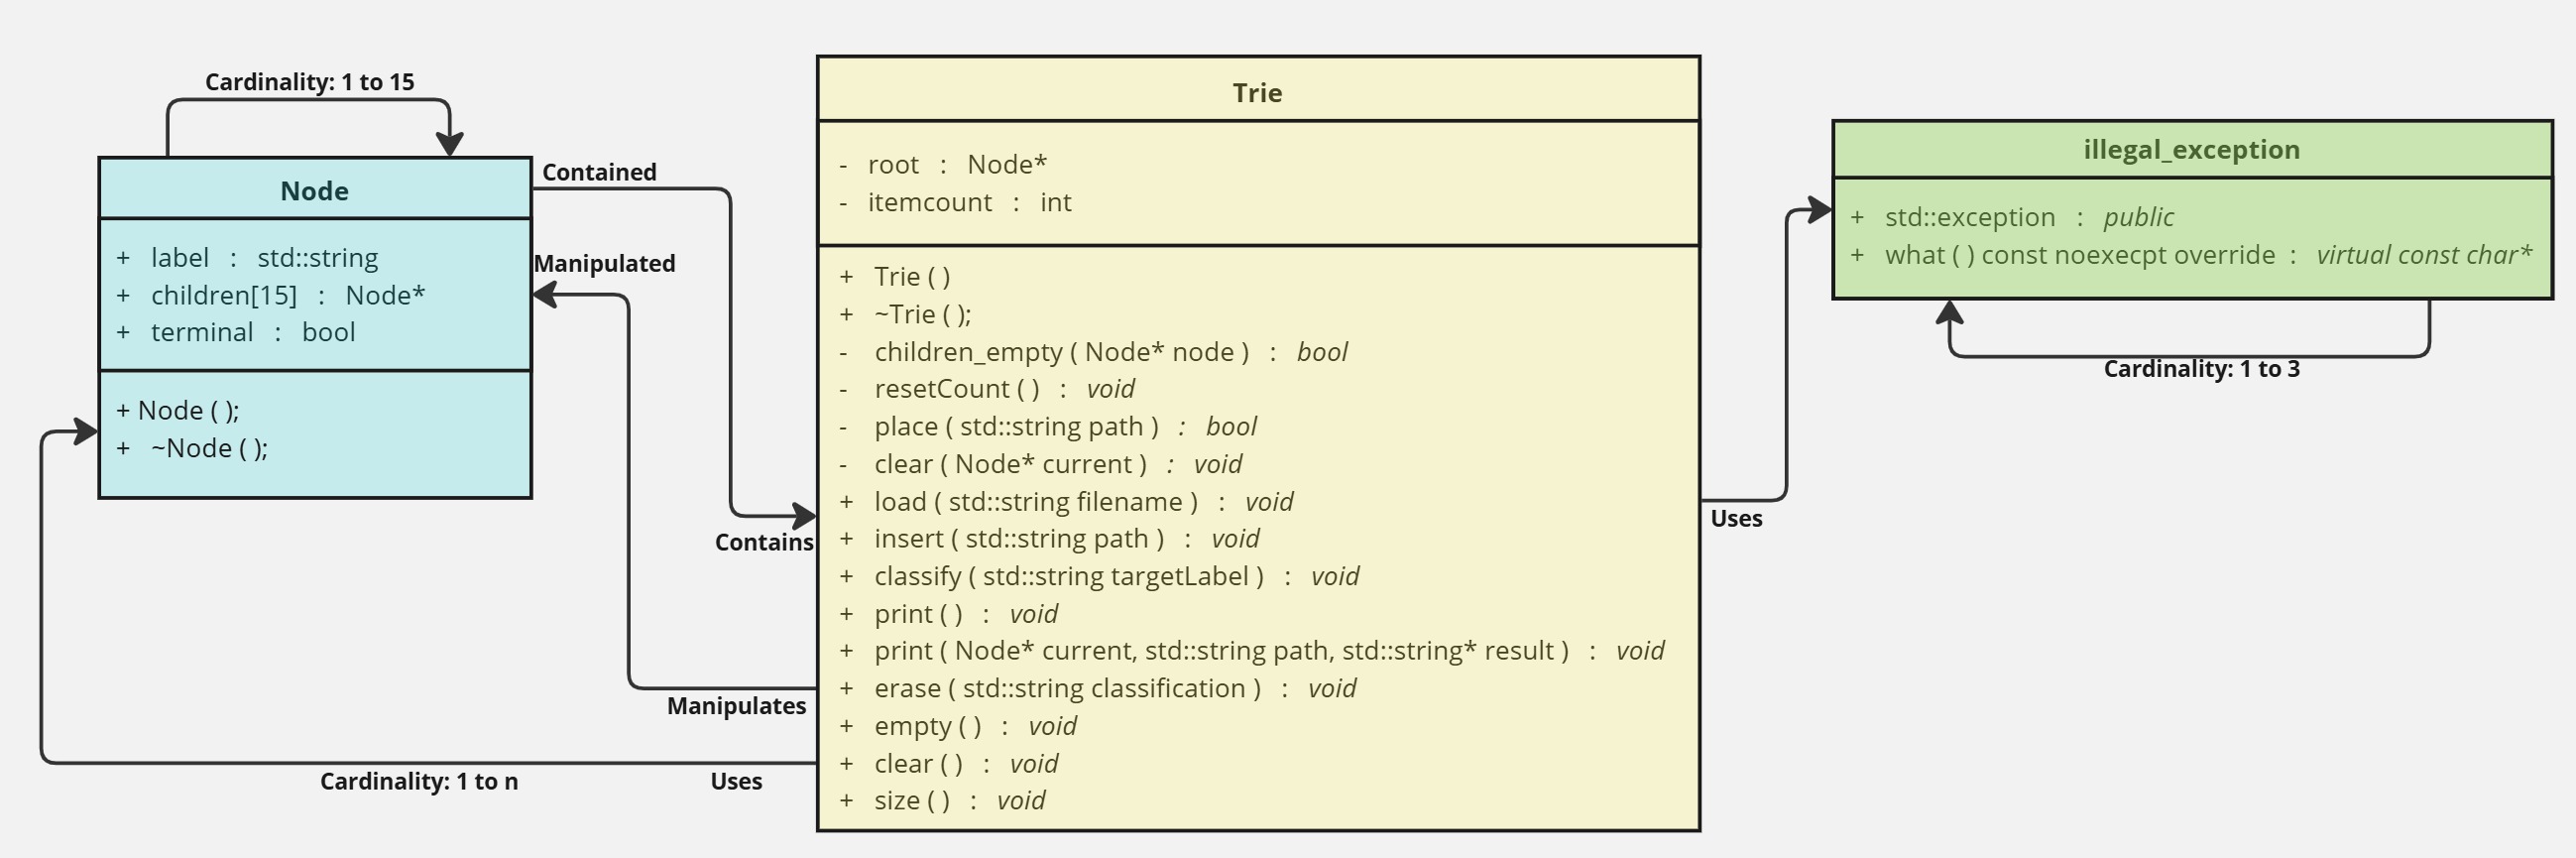 Cardinality: 1 to 15
Node
+ label : std::string
+ children[15] : Node*
+ terminal : bool
+ Node ( );
+ ~Node ( );
Contained
Manipulated
Contains
Manipulates
Cardinality: 1 to n
Uses
Trie
- root : Node*
- itemcount : int
+ Trie ( )
+ ~Trie ( );
- children_empty ( Node* node ) : bool
- resetCount ( ) : void
- place ( std::string path ) : bool
- clear ( Node* current ) : void
+ load ( std::string filename ) : void
+ insert ( std::string path ) : void
+ classify ( std::string targetLabel ) : void
+ print ( ) : void
+ print ( Node* current, std::string path, std::string* result ) : void
+ erase ( std::string classification ) : void
+ empty ( ) : void
+ clear ( ) : void
+ size ( ) : void
Uses
illegal_exception
+ std::exception : public
+ what ( ) const noexecpt override : virtual const char*
Cardinality: 1 to 3